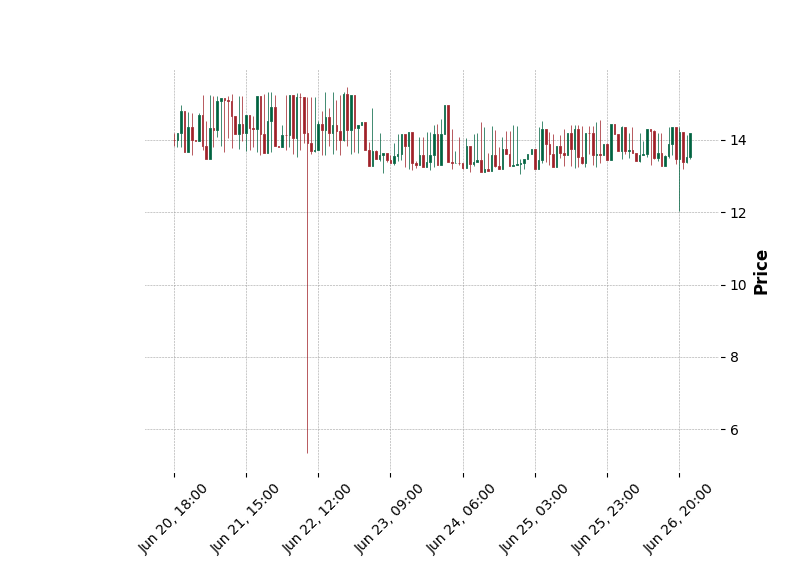 14
12
10
8
6
Price
Jun 20, 18:00
Jun 21, 15:00
Jun 22, 12:00
Jun 23, 09:00
Jun 24, 06:00
Jun 25, 03:00
Jun 25, 23:00
Jun 26, 20:00